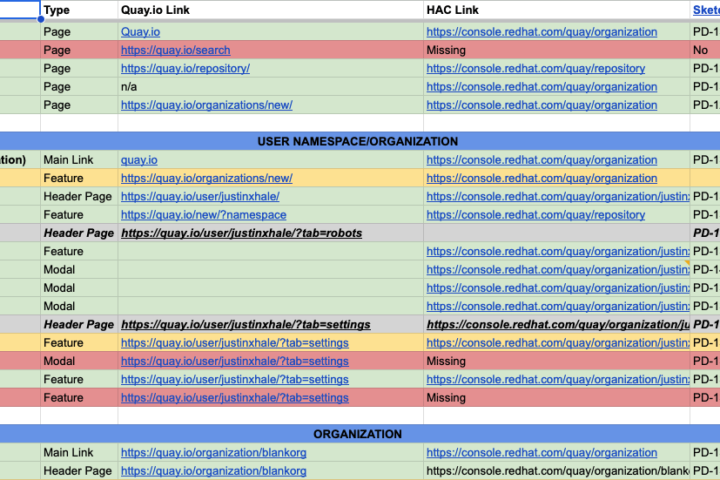 Type Quay.io Link HAC Link Sketc
Page Quay.io https://console.redhat.com/quay/organization PD-1
Page https://quay.io/search Missing No
Page https://quay.io/repository/ https://console.redhat.com/quay/repository PD-1
Page n/a https://console.redhat.com/quay/organization PD-1
Page https://quay.io/organizations/new/ https://console.redhat.com/quay/organization PD-1
USER NAMESPACE/ORGANIZATION
ation) Main Link quay.io https://console.redhat.com/quay/organization PD-1
Feature https://quay.io/organizations/new/ https://console.redhat.com/quay/organization
Header Page https://quay.io/user/justinxhale/ https://console.redhat.com/quay/organization/justinx PD-1
Feature https://quay.io/new/?namespace https://console.redhat.com/quay/repository PD-1
Header Page https://quay.io/user/justinxhale/?tab=robots PD-1
Feature https://console.redhat.com/quay/organization/justinx PD-1
Modal https://console.redhat.com/quay/organization/justinx PD-1
Modal https://console.redhat.com/quay/organization/justinx PD-1
Modal https://console.redhat.com/quay/organization/justinx PD-1
Header Page https://quay.io/user/justinxhale/?tab=settings https://console.redhat.com/quay/organization/ju PD-1
Feature https://quay.io/user/justinxhale/?tab=settings https://console.redhat.com/quay/organization/justinx PD-1
Modal https://quay.io/user/justinxhale/?tab=settings Missing PD-1
Feature https://quay.io/user/justinxhale/?tab=settings https://console.redhat.com/quay/organization/justinx PD-1
Feature https://quay.io/user/justinxhale/?tab=settings Missing PD-1
ORGANIZATION
Main Link https://quay.io/organization/blankorg https://console.redhat.com/quay/organization PD-1
Header Page https://quay.io/organization/blankorg https://console.redhat.com/quay/organization/blank PD-1